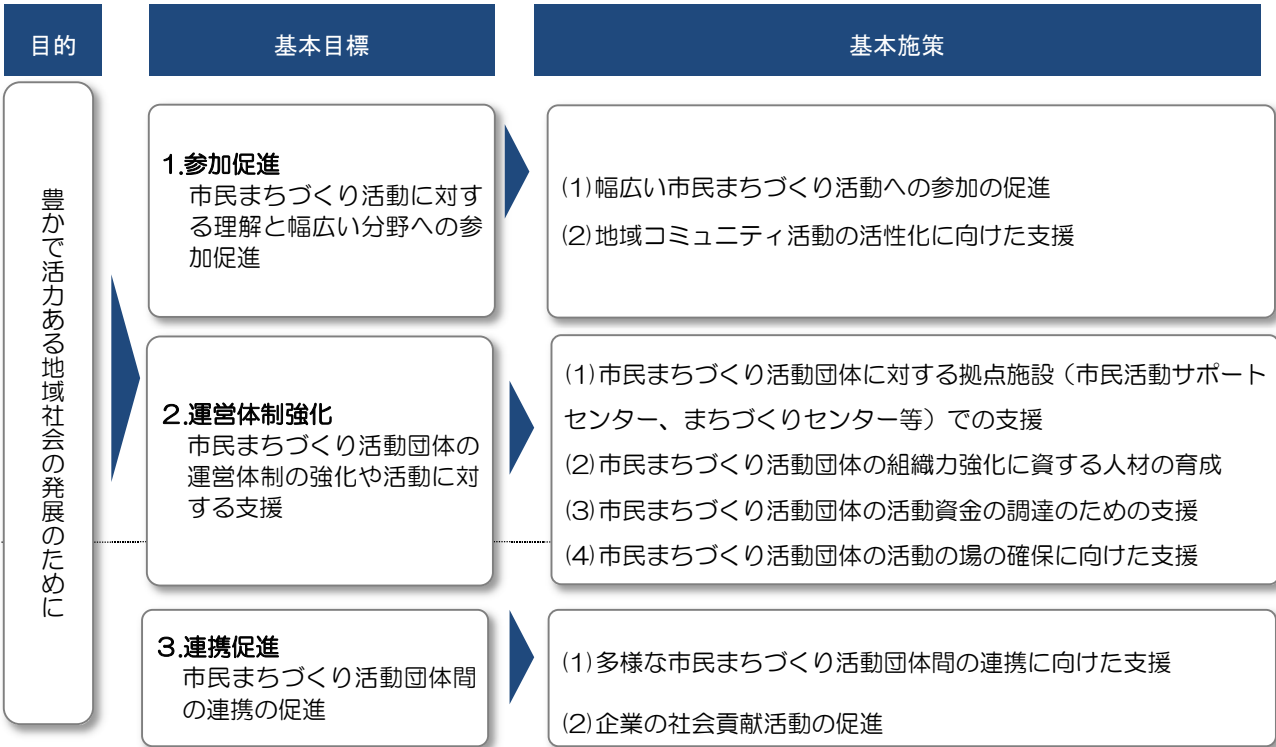 目的
基本目標
基本施策
豊かで活力ある地域社会の発展のために
1.参加促進
市民まちづくり活動に対す
る理解と幅広い分野への参
加促進
(1)幅広い市民まちづくり活動への参加の促進
(2)地域コミュニティ活動の活性化に向けた支援
2.運営体制強化
市民まちづくり活動団体の
運営体制の強化や活動に対
する支援
(1)市民まちづくり活動団体に対する拠点施設（市民活動サポート
センター、まちづくりセンター等）での支援
(2)市民まちづくり活動団体の組織力強化に資する人材の育成
(3)市民まちづくり活動団体の活動資金の調達のための支援
(4)市民まちづくり活動団体の活動の場の確保に向けた支援
3.連携促進
市民まちづくり活動団体間
の連携の促進
(1)多様な市民まちづくり活動団体間の連携に向けた支援
(2)企業の社会貢献活動の促進